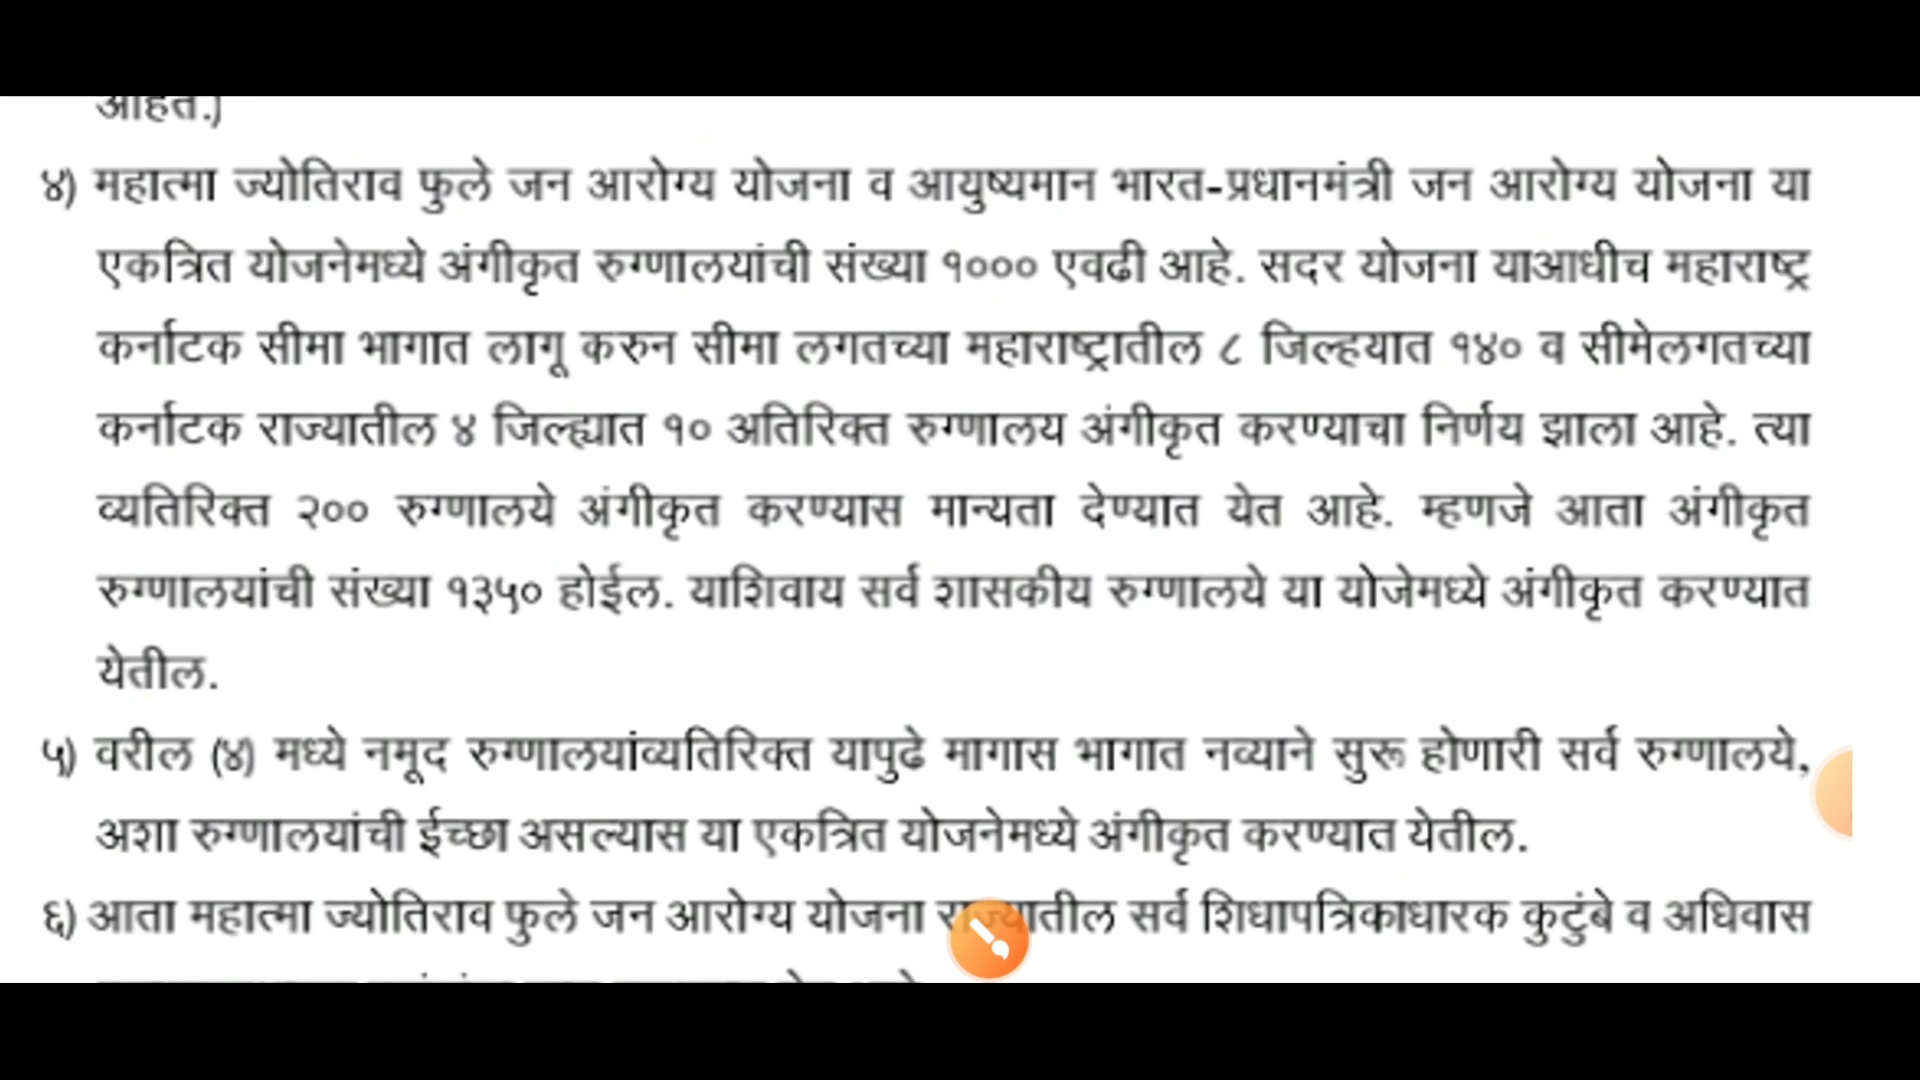 आहेत.)
४) महात्मा ज्योतिराव फुले जन आरोग्य योजना व आयुष्यमान भारत-प्रधानमंत्री जन आरोग्य योजना या
एकत्रित योजनेमध्ये अंगीकृत रुग्णालयांची संख्या १००० एवढी आहे. सदर योजना याआधीच महाराष्ट्र
कर्नाटक सीमा भागात लागू करुन सीमा लगतच्या महाराष्ट्रातील ८ जिल्हयात १४० व सीमेलगतच्या
कर्नाटक राज्यातील ४ जिल्ह्यात १० अतिरिक्त रुग्णालय अंगीकृत करण्याचा निर्णय झाला आहे. त्या
व्यतिरिक्त २०० रुग्णालये अंगीकृत करण्यास मान्यता देण्यात येत आहे. म्हणजे आता अंगीकृत
रुग्णालयांची संख्या १३५० होईल. याशिवाय सर्व शासकीय रुग्णालये या योजेमध्ये अंगीकृत करण्यात
येतील.
५) वरील (४) मध्ये नमूद रुग्णालयांव्यतिरिक्त यापुढे मागास भागात नव्याने सुरू होणारी सर्व रुग्णालये,
अशा रुग्णालयांची ईच्छा असल्यास या एकत्रित योजनेमध्ये अंगीकृत करण्यात येतील.
६) आता महात्मा ज्योतिराव फुले जन आरोग्य योजना राज्यातील सर्व शिधापत्रिकाधारक कुटुंबे व अधिवास